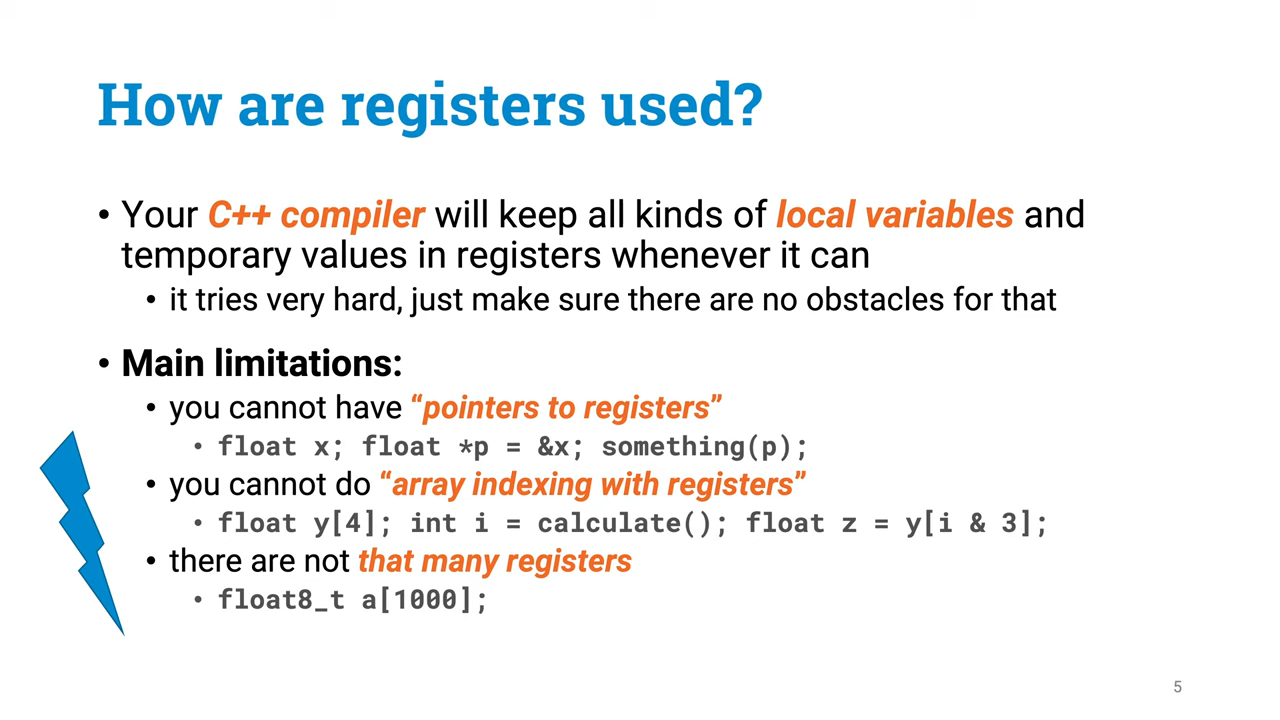 How are registers used?
• Your C++ compiler will keep all kinds of local variables and
temporary values in registers whenever it can
• it tries very hard, just make sure there are no obstacles for that
• Main limitations:
• you cannot have “pointers to registers”
• float x; float *p = &x; something(p);
• you cannot do “array indexing with registers”
• float y[4]; int i = calculate(); float z = y[i & 3];
• there are not that many registers
• float8_t a[1000];
5